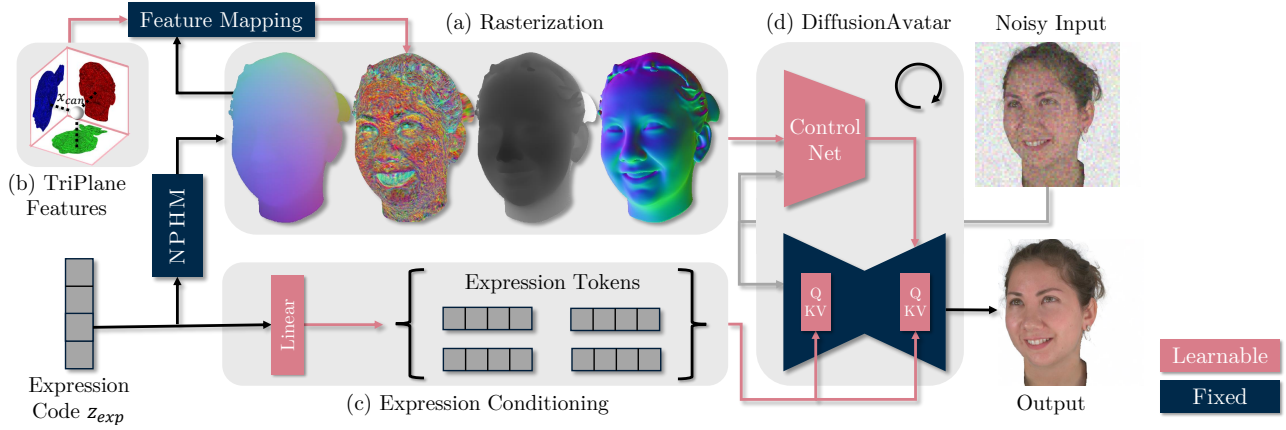 Feature Mapping
(a) Rasterization
(d) DiffusionAvatar
Noisy Input
x_can
(b) TriPlane
Features
NPHM
Control
Net
Expression
Code z_exp
Linear
Expression Tokens
(c) Expression Conditioning
Q
KV
Q
KV
Output
Learnable
Fixed